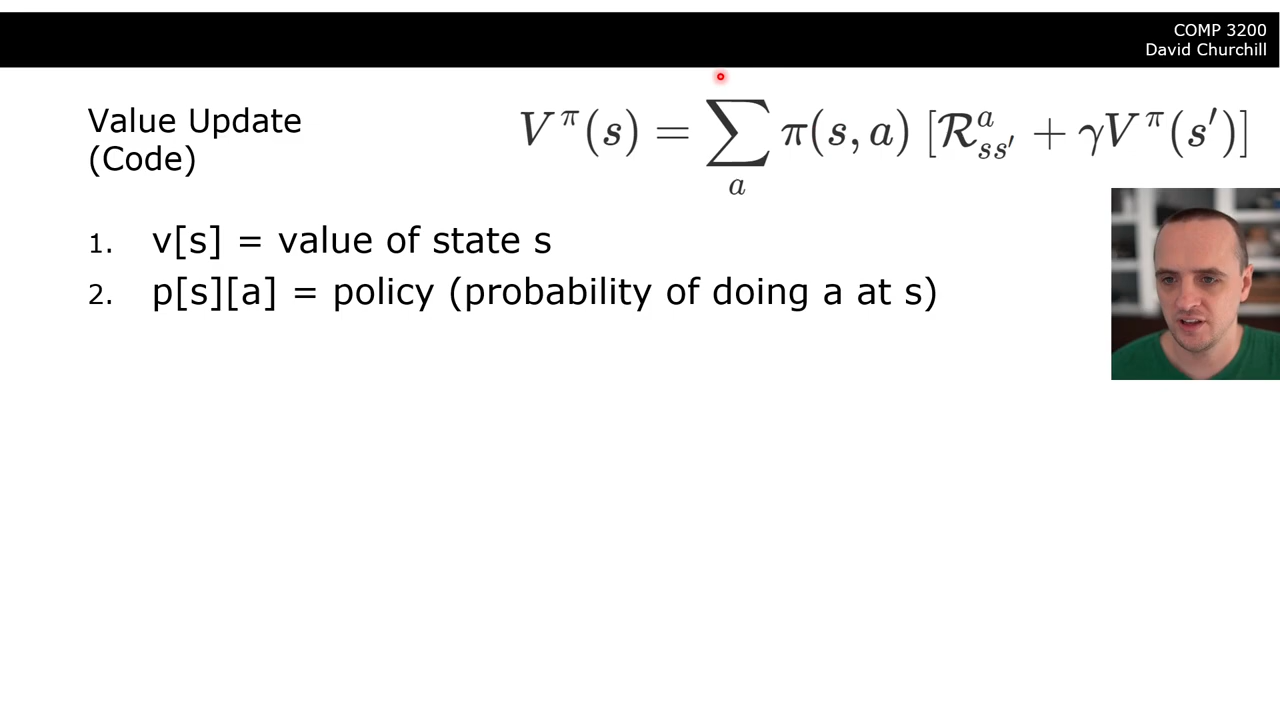 COMP 3200
David Churchill
Value Update
(Code)
V^π(s) = ∑_a π(s, a) [ℛ^a_{ss′} + γV^π(s′)]
1. v[s] = value of state s
2. p[s][a] = policy (probability of doing a at s)